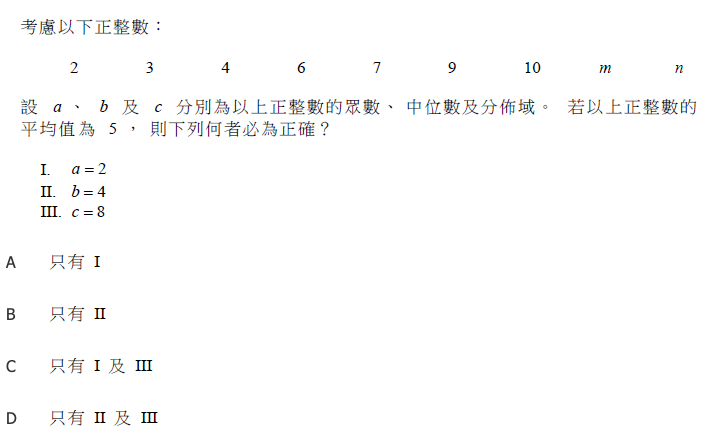 考慮以下正整數：
2 3 4 6 7 9 10 m n
設 a 、 b 及 c 分別為以上正整數的眾數、 中位數及分佈域。 若以上正整數的
平均值為 5 ， 則下列何者必為正確？
I. a = 2
II. b = 4
III. c = 8
A 只有 I
B 只有 II
C 只有 I 及 III
D 只有 II 及 III